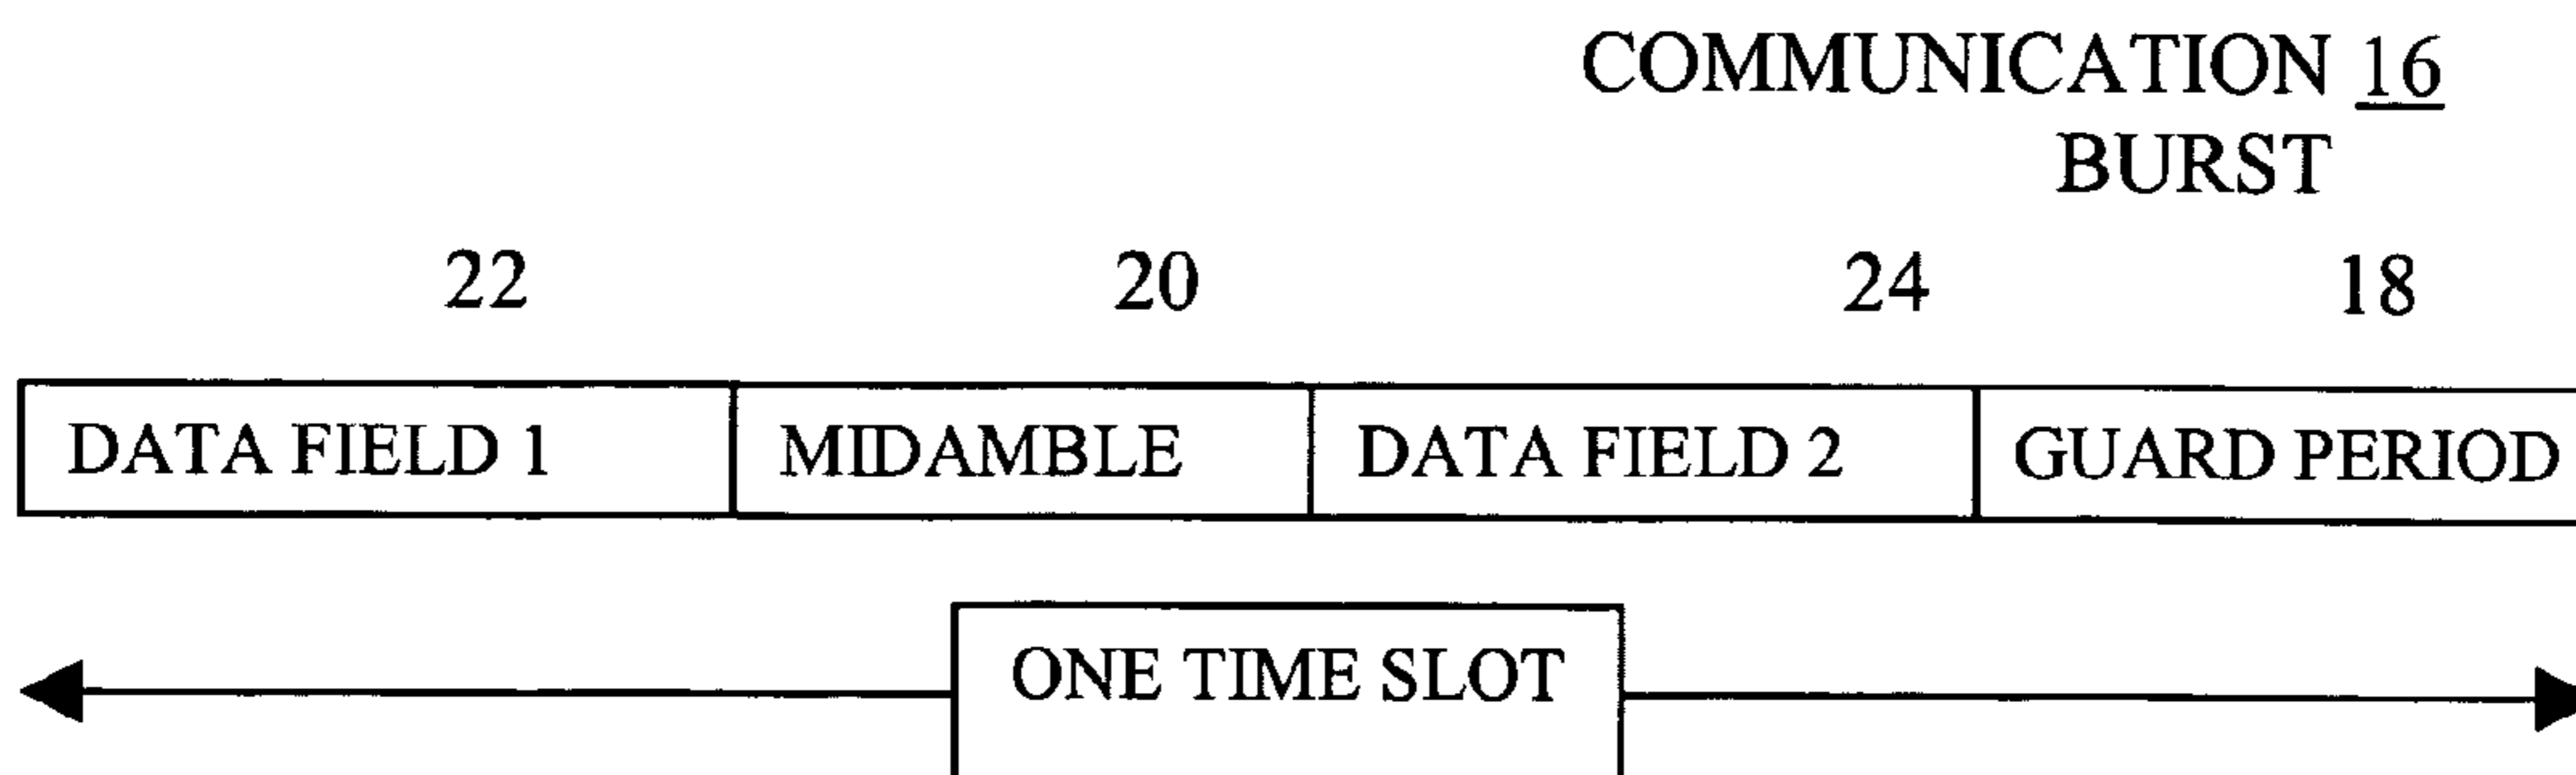 COMMUNICATION 16
BURST
22 20 24 18
DATA FIELD 1 MIDAMBLE DATA FIELD 2 GUARD PERIOD
ONE TIME SLOT